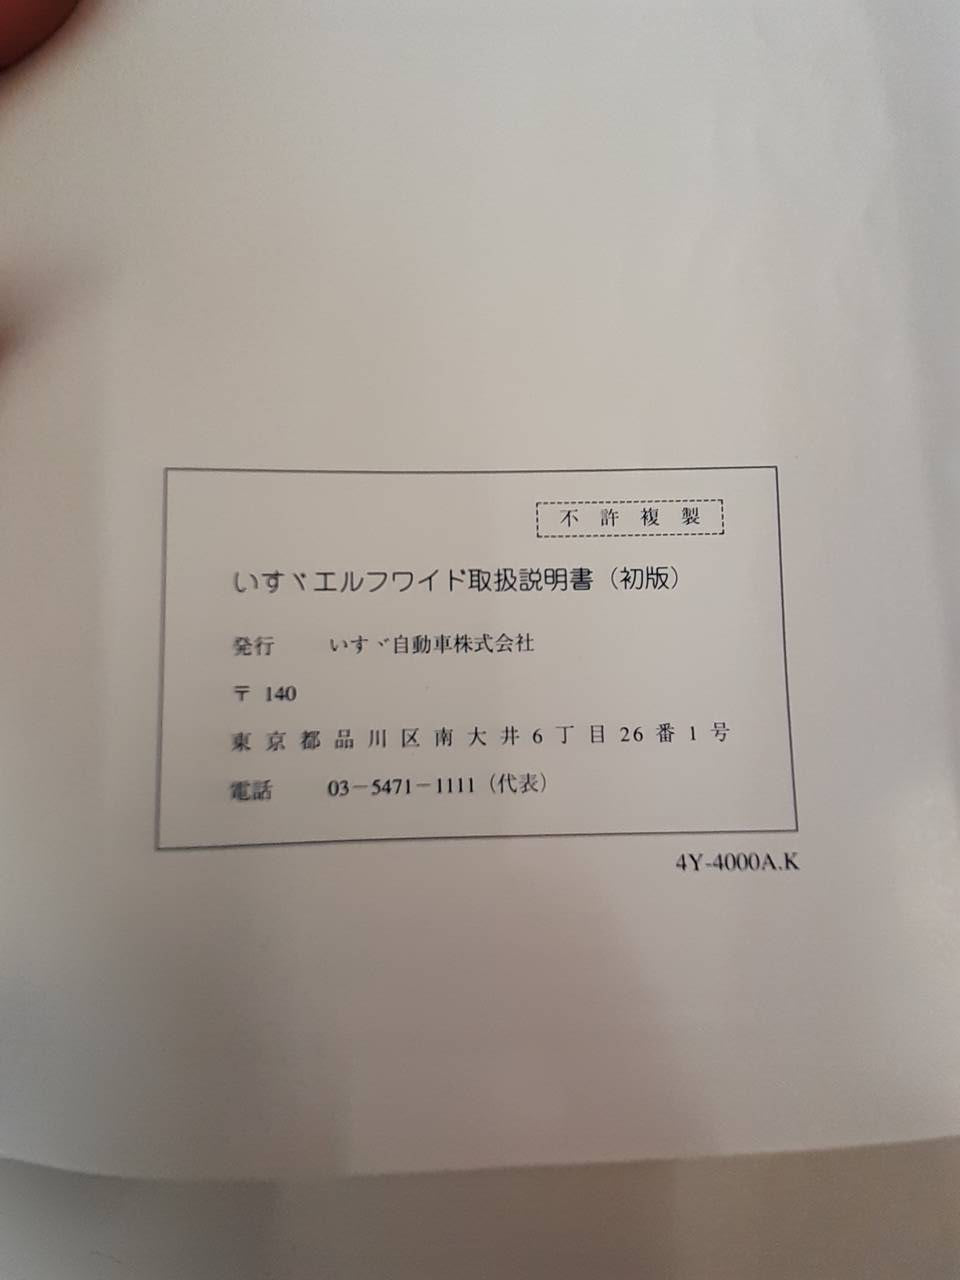 不許複製
いすゞエルフワイド取扱説明書（初版）
発行 いすゞ自動車株式会社
〒 140
東京都品川区南大井6丁目26番1号
電話 03－5471－1111（代表）
4Y-4000A.K